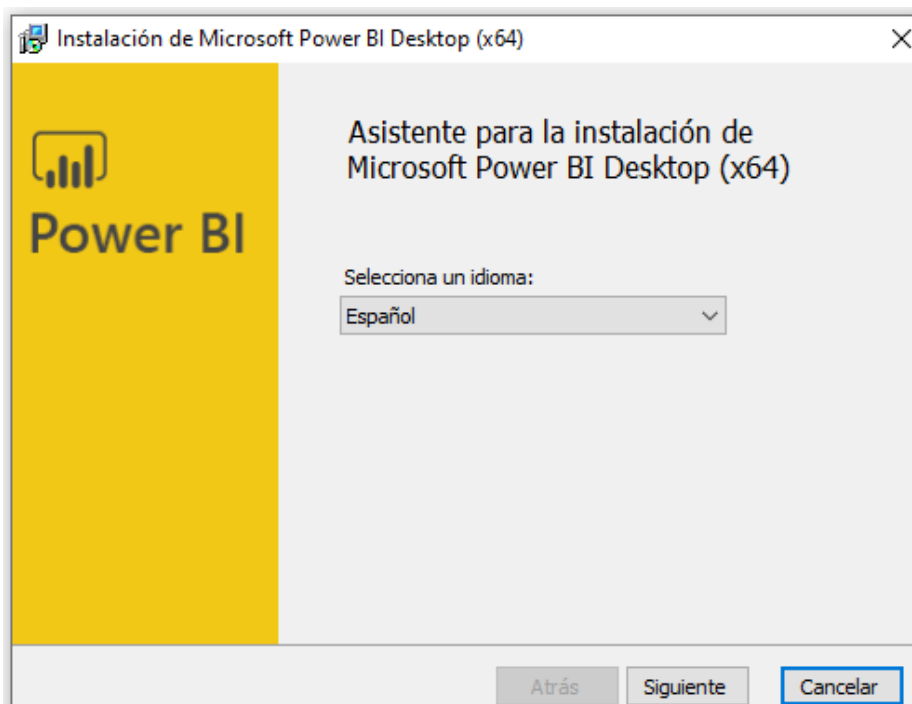 Instalación de Microsoft Power BI Desktop (x64)
Power BI
Asistente para la instalación de
Microsoft Power BI Desktop (x64)
Selecciona un idioma:
Español
Atrás
Siguiente
Cancelar